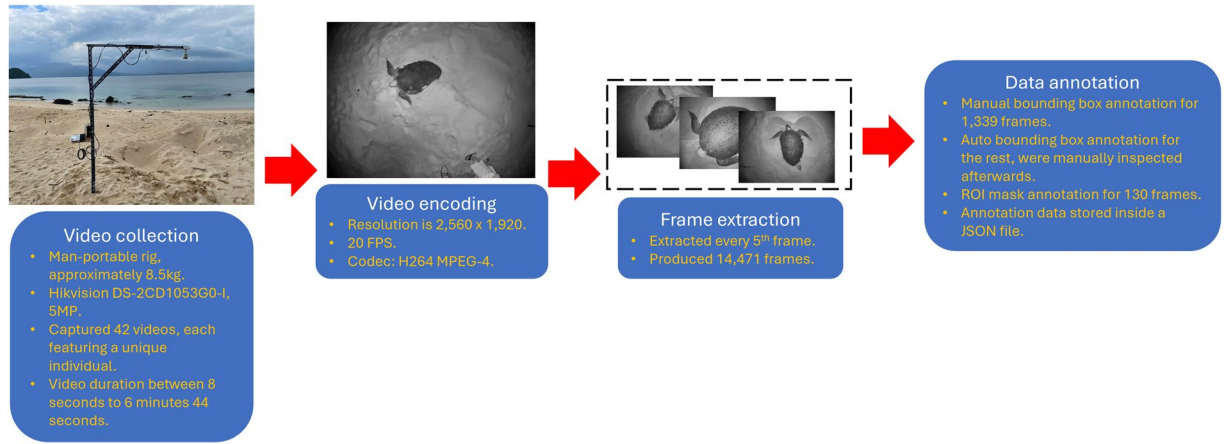 Video collection
• Man-portable rig,
approximately 8.5kg.
• Hikvision DS-2CD1053G0-I,
5MP.
• Captured 42 videos, each
featuring a unique
individual.
• Video duration between 8
seconds to 6 minutes 44
seconds.
Video encoding
• Resolution is 2,560 x 1,920.
• 20 FPS.
• Codec: H264 MPEG-4.
Frame extraction
• Extracted every 5th frame.
• Produced 14,471 frames.
Data annotation
• Manual bounding box annotation for
1,339 frames.
• Auto bounding box annotation for
the rest, were manually inspected
afterwards.
• ROI mask annotation for 130 frames.
• Annotation data stored inside a
JSON file.